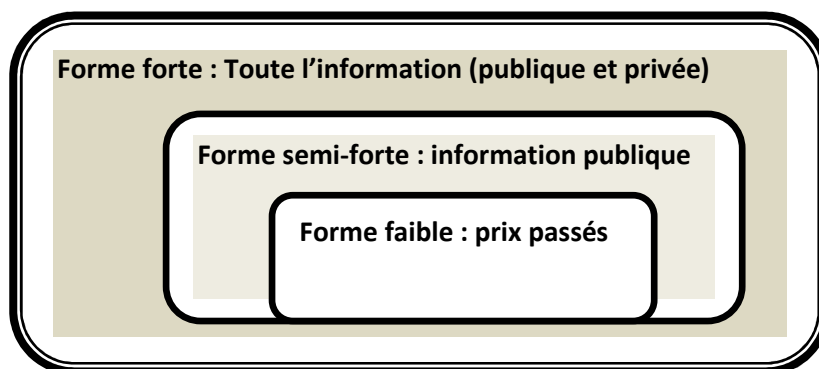 Forme forte : Toute l’information (publique et privée)
Forme semi-forte : information publique
Forme faible : prix passés